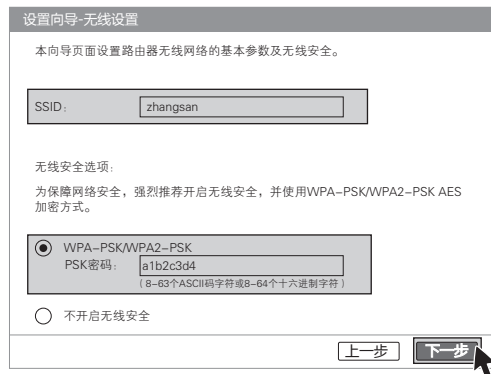 设置向导-无线设置
本向导页面设置路由器无线网络的基本参数及无线安全。
SSID： zhangsan
无线安全选项：
为保障网络安全，强烈推荐开启无线安全，并使用WPA-PSK/WPA2-PSK AES
加密方式。
WPA-PSK/WPA2-PSK
PSK密码： a1b2c3d4
（8-63个ASCII码字符或8-64个十六进制字符）
不开启无线安全
上一步 下一步